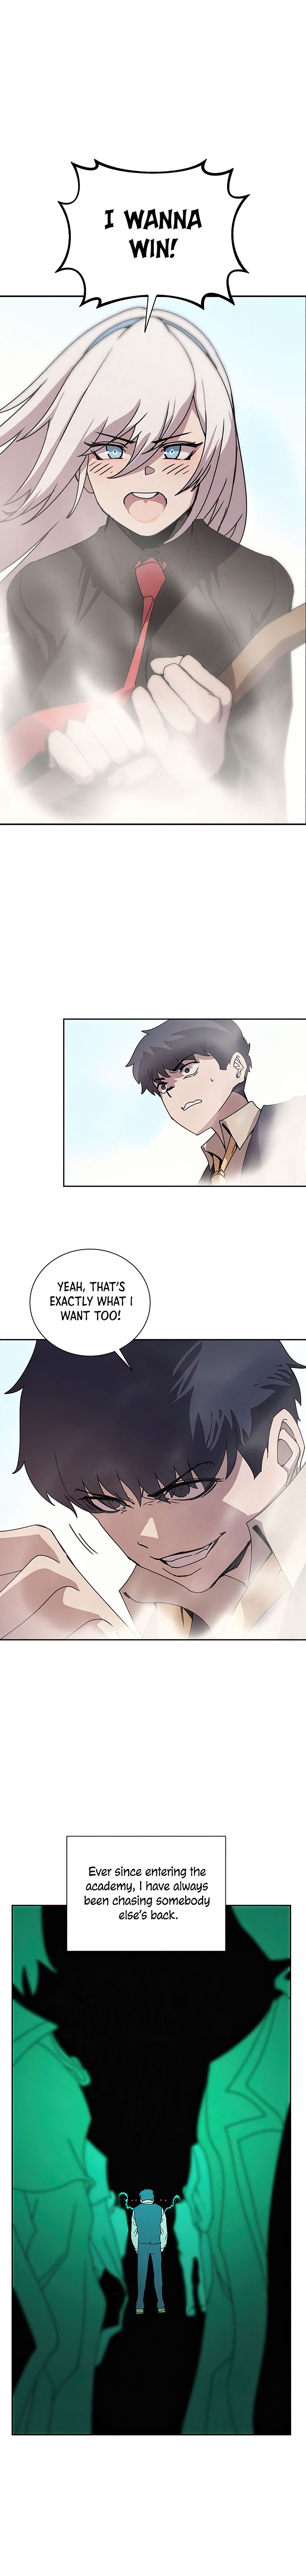 I WANNA
WIN!
YEAH, THAT'S
EXACTLY WHAT I
WANT TOO!
Ever since entering the
academy, I have always
been chasing somebody
else's back.